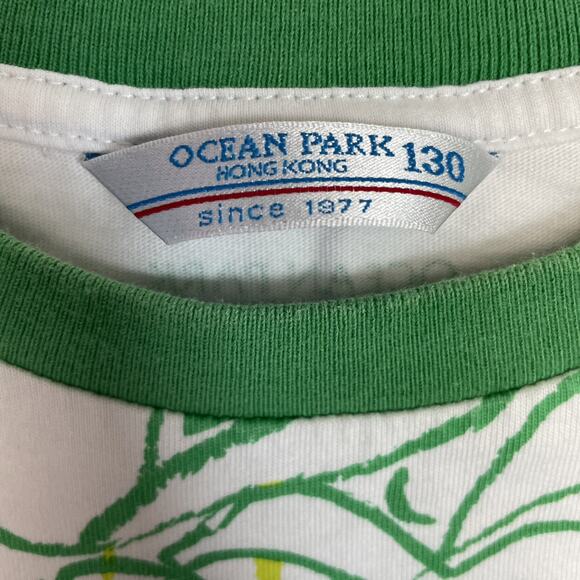 OCEAN PARK 130
HONG KONG
since 1977